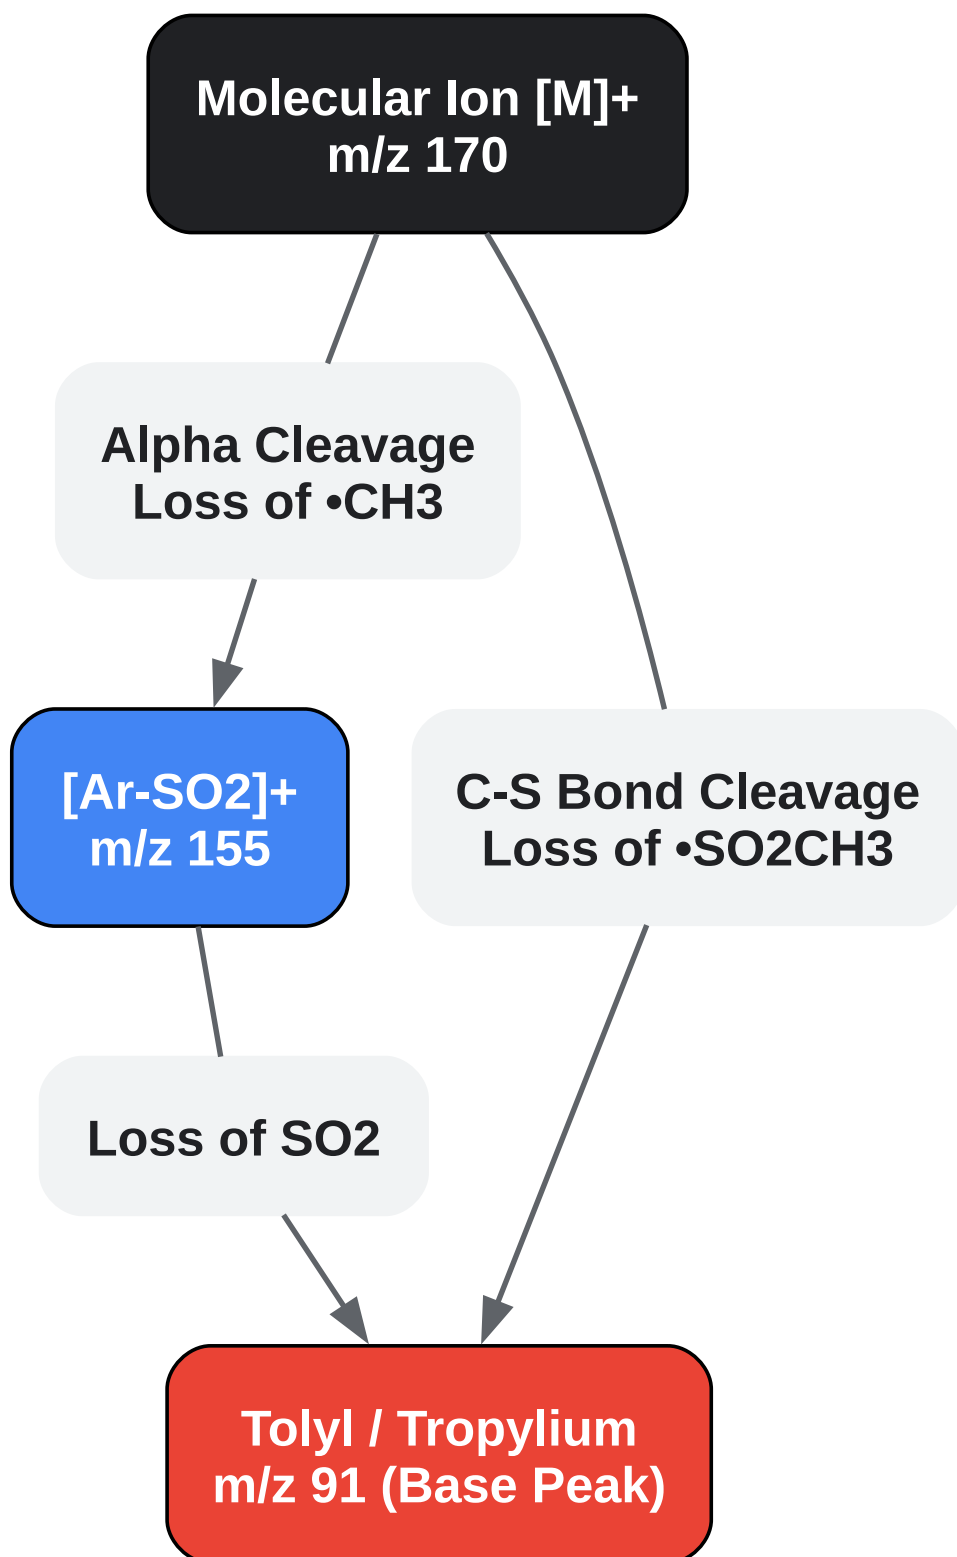 Molecular Ion [M]+
m/z 170
Alpha Cleavage
Loss of •CH3
[Ar-SO2]+
m/z 155
C-S Bond Cleavage
Loss of •SO2CH3
Loss of SO2
Tolyl / Tropylium
m/z 91 (Base Peak)